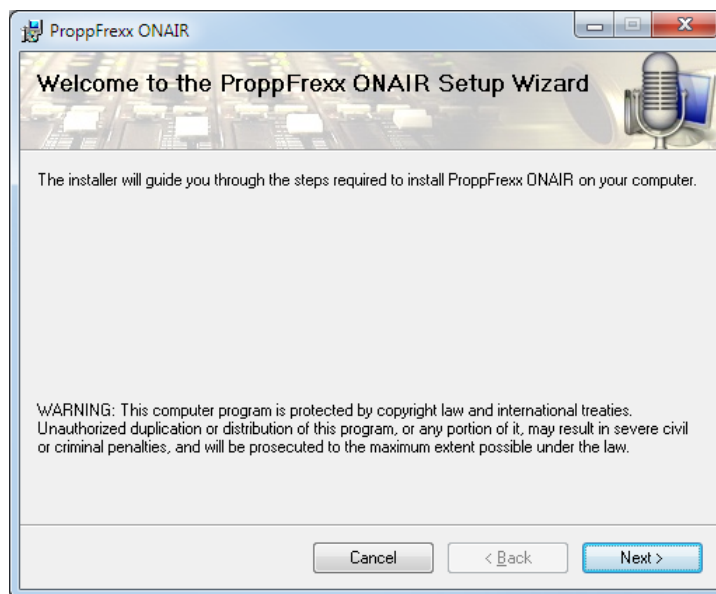 ProppFrexx ONAIR
Welcome to the ProppFrexx ONAIR Setup Wizard
The installer will guide you through the steps required to install ProppFrexx ONAIR on your computer.
WARNING: This computer program is protected by copyright law and international treaties.
Unauthorized duplication or distribution of this program, or any portion of it, may result in severe civil
or criminal penalties, and will be prosecuted to the maximum extent possible under the law.
Cancel < Back Next >